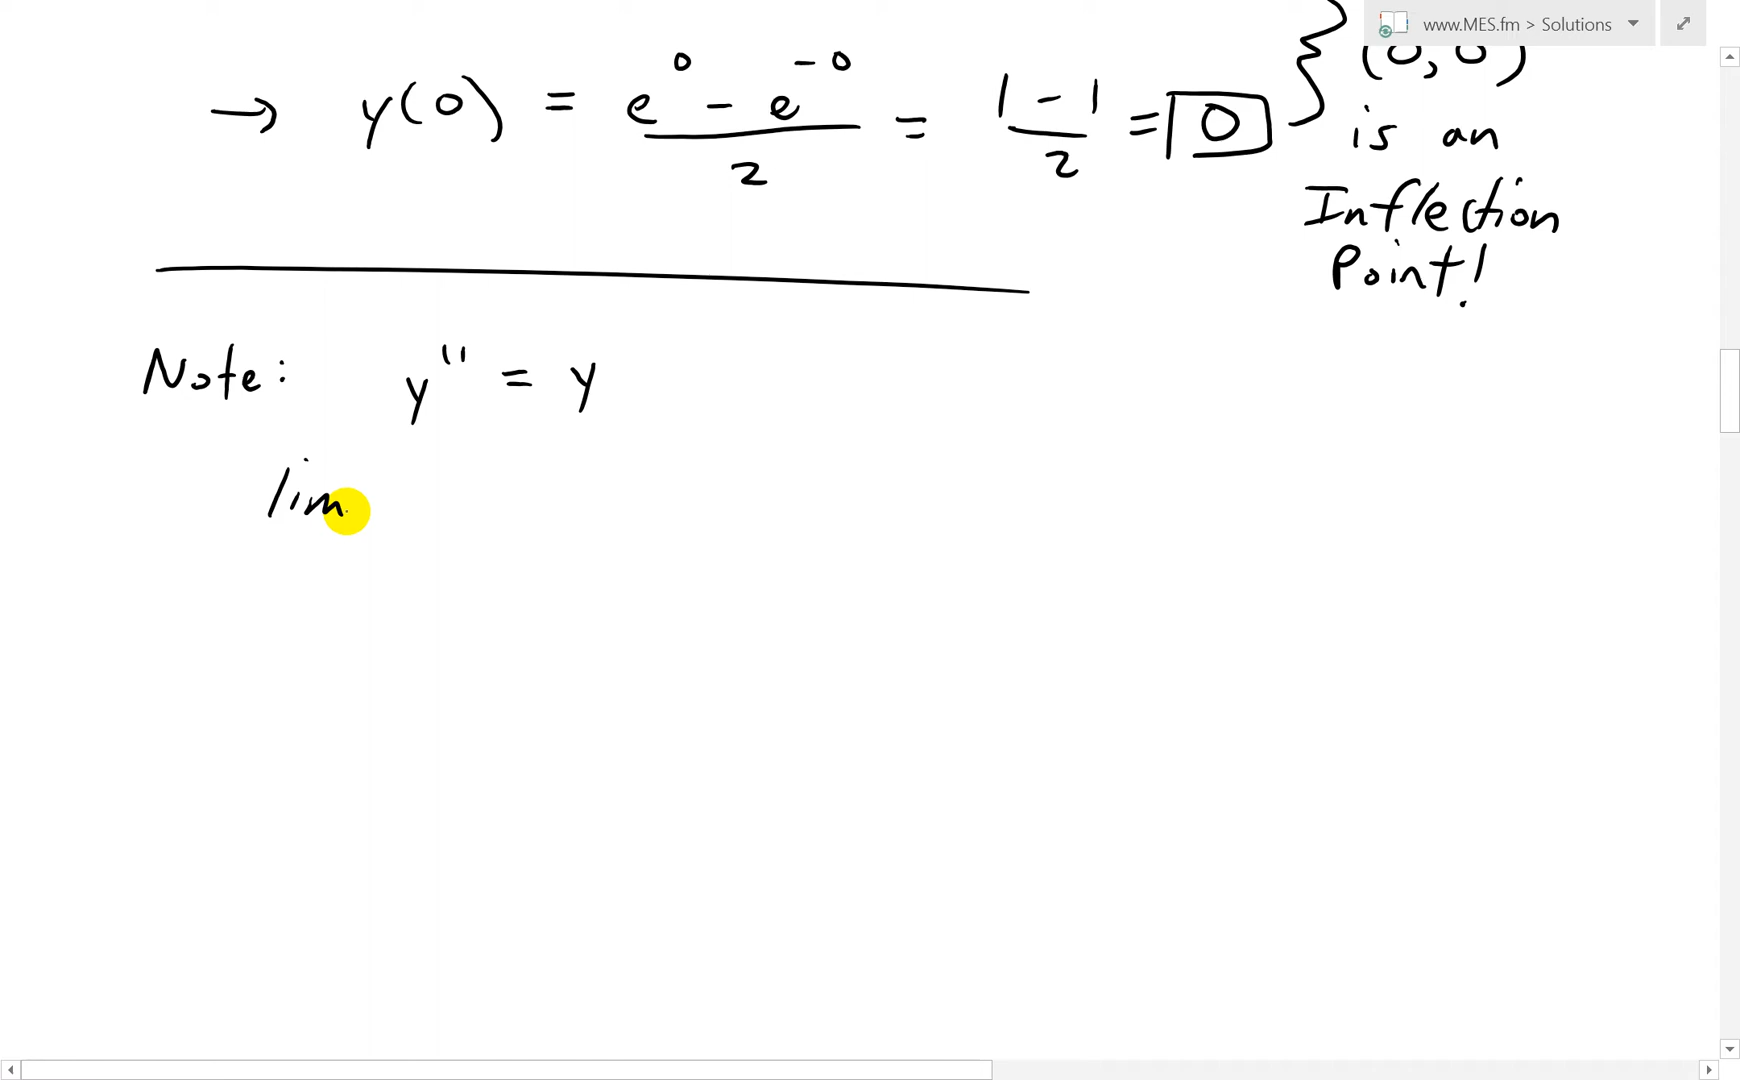 www.MES.fm > Solutions
→ y(0) = (e^0 - e^-0)/2 = (1 - 1)/2 = 0 } (0,0)
is an
Inflection
Point!
Note: y'' = y
lim